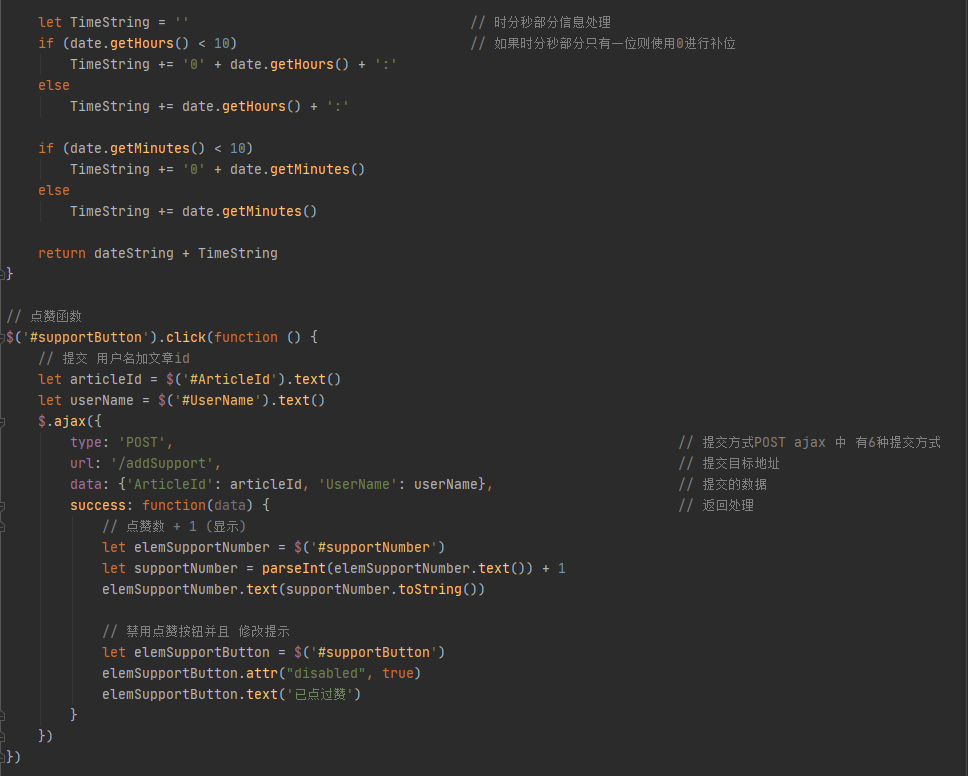 let TimeString = '' // 时分秒部分信息处理
if (date.getHours() < 10) // 如果时分秒部分只有一位则使用0进行补位
TimeString += '0' + date.getHours() + ':'
else
TimeString += date.getHours() + ':'
if (date.getMinutes() < 10)
TimeString += '0' + date.getMinutes()
else
TimeString += date.getMinutes()
return dateString + TimeString
}
// 点赞函数
$('#supportButton').click(function () {
// 提交 用户名加文章id
let articleId = $('#ArticleId').text()
let userName = $('#UserName').text()
$.ajax({
type: 'POST', // 提交方式POST ajax 中 有6种提交方式
url: '/addSupport', // 提交目标地址
data: {'ArticleId': articleId, 'UserName': userName}, // 提交的数据
success: function(data) { // 返回处理
// 点赞数 + 1 (显示)
let elemSupportNumber = $('#supportNumber')
let supportNumber = parseInt(elemSupportNumber.text()) + 1
elemSupportNumber.text(supportNumber.toString())
// 禁用点赞按钮并且 修改提示
let elemSupportButton = $('#supportButton')
elemSupportButton.attr("disabled", true)
elemSupportButton.text('已点过赞')
}
})
})